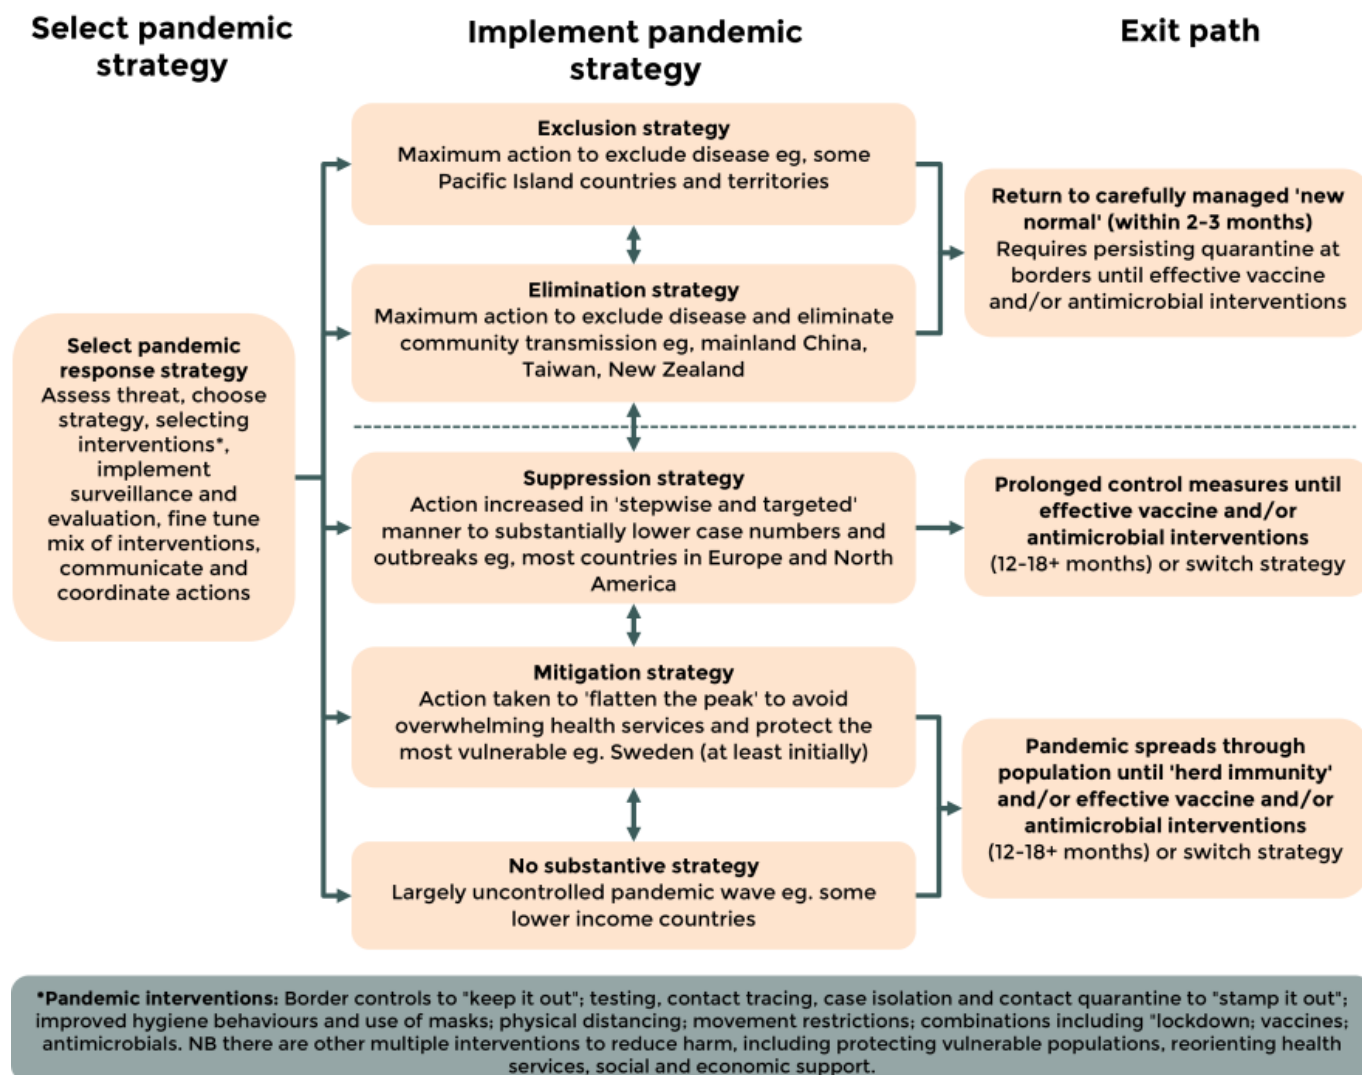 Select pandemic
strategy
Implement pandemic
strategy
Exit path
Select pandemic
response strategy
Assess threat, choose
strategy, selecting
interventions*,
implement
surveillance and
evaluation, fine tune
mix of interventions,
communicate and
coordinate actions
Exclusion strategy
Maximum action to exclude disease eg, some
Pacific Island countries and territories
Elimination strategy
Maximum action to exclude disease and eliminate
community transmission eg, mainland China,
Taiwan, New Zealand
Suppression strategy
Action increased in 'stepwise and targeted'
manner to substantially lower case numbers and
outbreaks eg, most countries in Europe and North
America
Mitigation strategy
Action taken to 'flatten the peak' to avoid
overwhelming health services and protect the
most vulnerable eg. Sweden (at least initially)
No substantive strategy
Largely uncontrolled pandemic wave eg. some
lower income countries
Return to carefully managed 'new
normal' (within 2-3 months)
Requires persisting quarantine at
borders until effective vaccine
and/or antimicrobial interventions
Prolonged control measures until
effective vaccine and/or
antimicrobial interventions
(12-18+ months) or switch strategy
Pandemic spreads through
population until 'herd immunity'
and/or effective vaccine and/or
antimicrobial interventions
(12-18+ months) or switch strategy
*Pandemic interventions: Border controls to "keep it out"; testing, contact tracing, case isolation and contact quarantine to "stamp it out";
improved hygiene behaviours and use of masks; physical distancing; movement restrictions; combinations including "lockdown; vaccines;
antimicrobials. NB there are other multiple interventions to reduce harm, including protecting vulnerable populations, reorienting health
services, social and economic support.